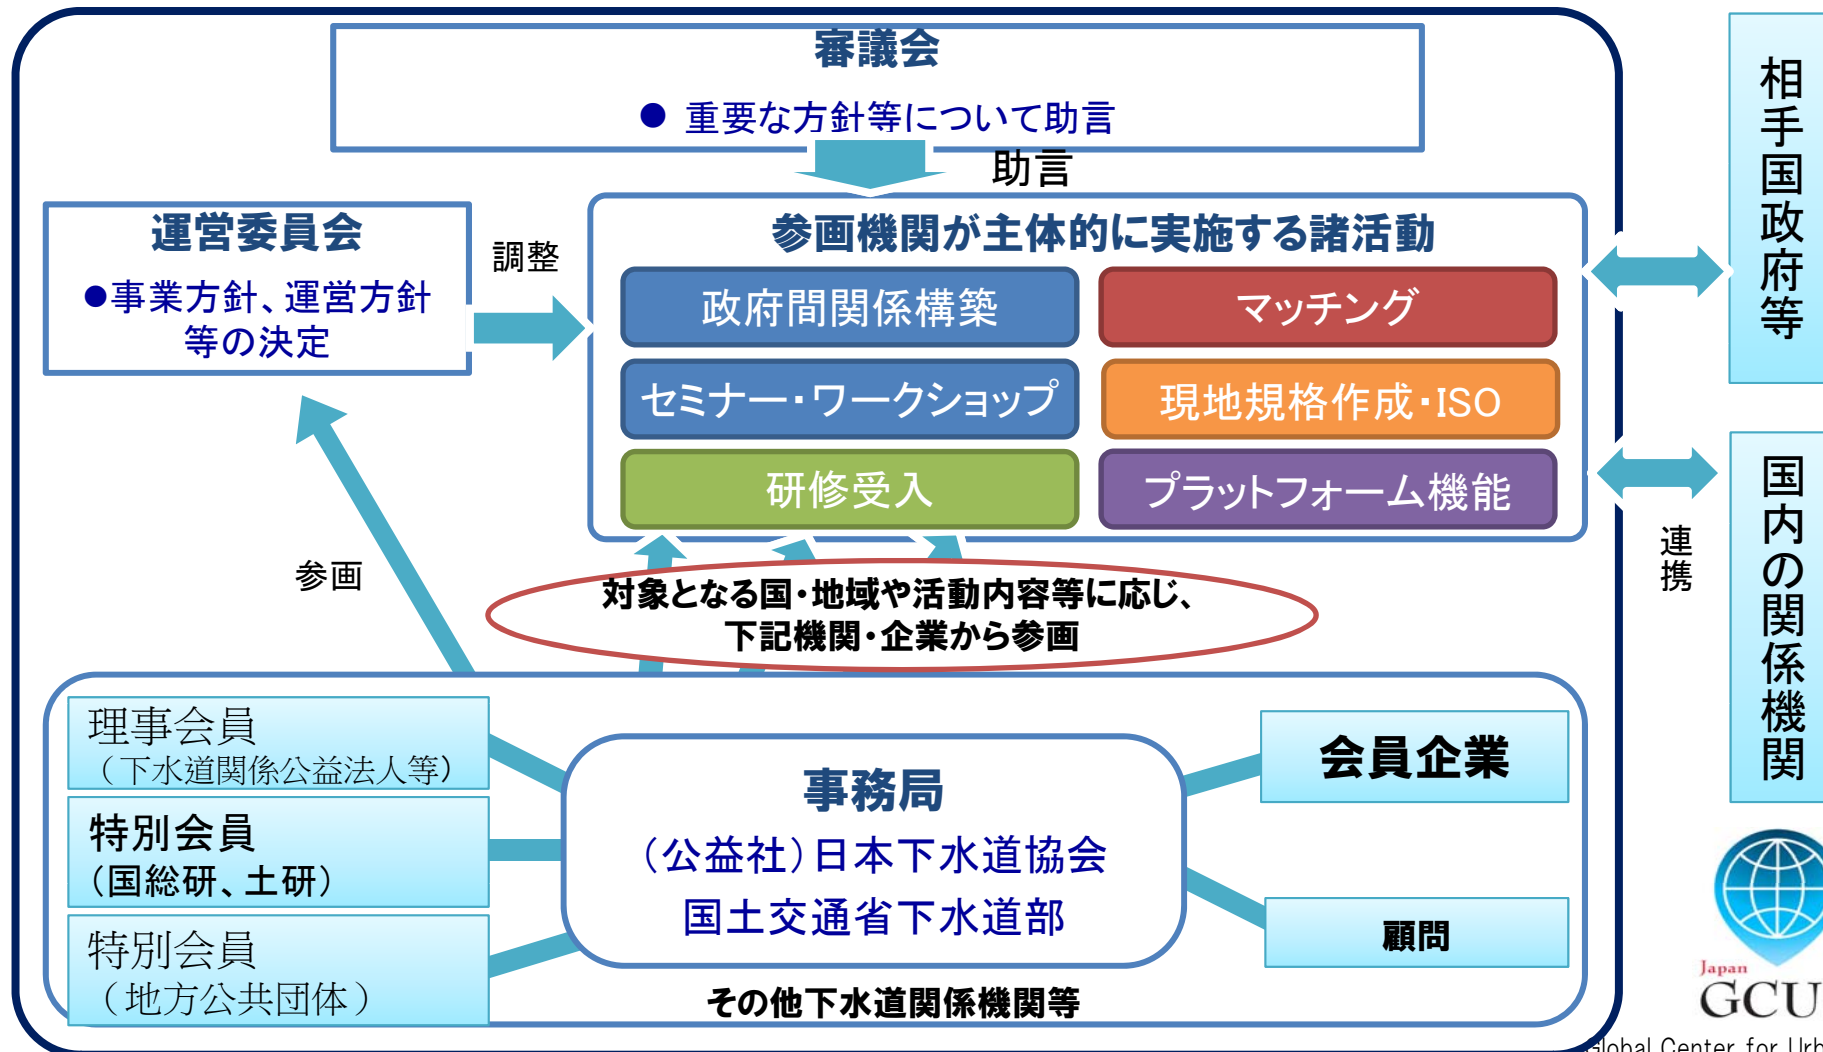 審議会
● 重要な方針等について助言
助言
運営委員会
●事業方針、運営方針
等の決定
調整
参画機関が主体的に実施する諸活動
政府間関係構築
マッチング
セミナー・ワークショップ
現地規格作成・ISO
研修受入
プラットフォーム機能
相手国政府等
国内の関係機関
連携
参画
対象となる国・地域や活動内容等に応じ、
下記機関・企業から参画
理事会員
（下水道関係公益法人等）
特別会員
（国総研、土研）
特別会員
（地方公共団体）
事務局
（公益社）日本下水道協会
国土交通省下水道部
会員企業
顧問
その他下水道関係機関等
Japan
GCU
Global Center for Urb